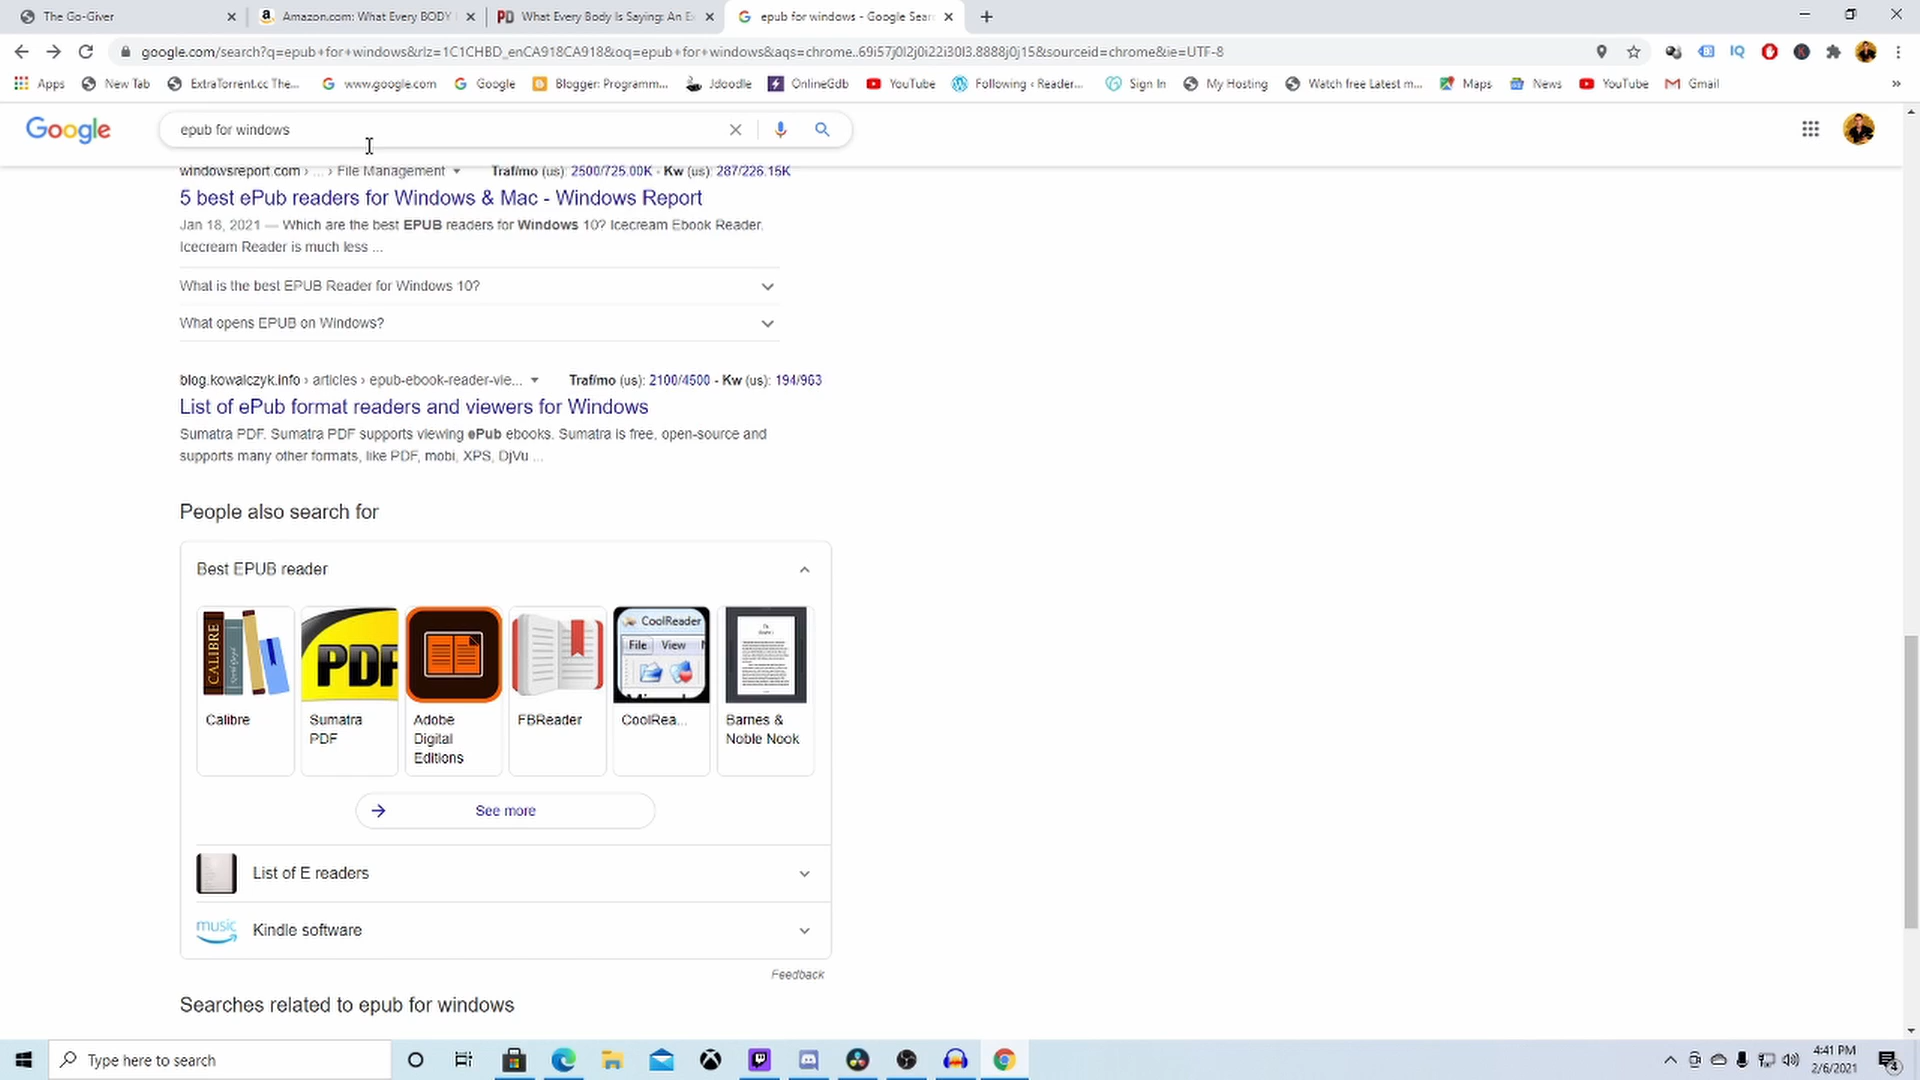 The Go-Giver
Amazon.com: What Every BODY
What Every Body Is Saying: An E
epub for windows - Google Sear
google.com/search?q=epub+for+windows&rlz=1C1CHBD_enCA918CA918&oq=epub+for+windows&aqs=chrome..69i57j0l2j0i22i30l3.8888j0j15&sourceid=chrome&ie=UTF-8
Apps New Tab ExtraTorrent.cc The... www.google.com Google Blogger: Programm... Jdoodle OnlineGdb YouTube Following ‹ Reader... Sign In My Hosting Watch free Latest m... Maps News YouTube Gmail »
Google
epub for windows
windowsreport.com › ... › File Management Traf/mo (us): 2500/725.00K - Kw (us): 287/226.15K
5 best ePub readers for Windows & Mac - Windows Report
Jan 18, 2021 — Which are the best EPUB readers for Windows 10? Icecream Ebook Reader.
Icecream Reader is much less ...
What is the best EPUB Reader for Windows 10?
What opens EPUB on Windows?
blog.kowalczyk.info › articles › epub-ebook-reader-vie... Traf/mo (us): 2100/4500 - Kw (us): 194/963
List of ePub format readers and viewers for Windows
Sumatra PDF. Sumatra PDF supports viewing ePub ebooks. Sumatra is free, open-source and
supports many other formats, like PDF, mobi, XPS, DjVu ...
People also search for
Best EPUB reader
CALIBRE
PDF
CoolReader
File View
Calibre
Sumatra
PDF
Adobe
Digital
Editions
FBReader
CoolRea...
Barnes &
Noble Nook
See more
List of E readers
music
Kindle software
Feedback
Searches related to epub for windows
Type here to search
4:41 PM
2/6/2021
4